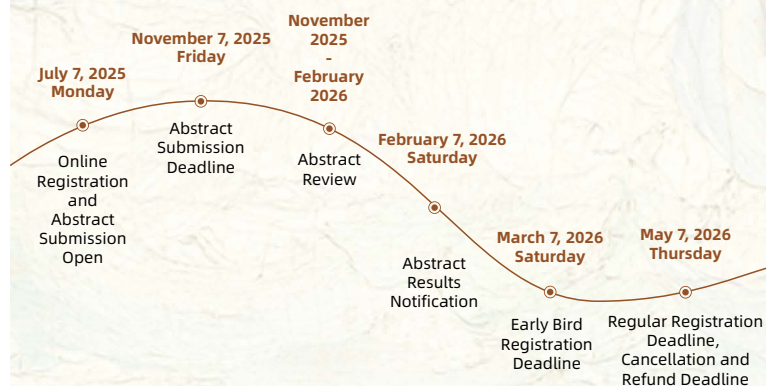 July 7, 2025
Monday
Online
Registration
and
Abstract
Submission
Open
November 7, 2025
Friday
Abstract
Submission
Deadline
November
2025
-
February
2026
Abstract
Review
February 7, 2026
Saturday
Abstract
Results
Notification
March 7, 2026
Saturday
Early Bird
Registration
Deadline
May 7, 2026
Thursday
Regular Registration
Deadline,
Cancellation and
Refund Deadline